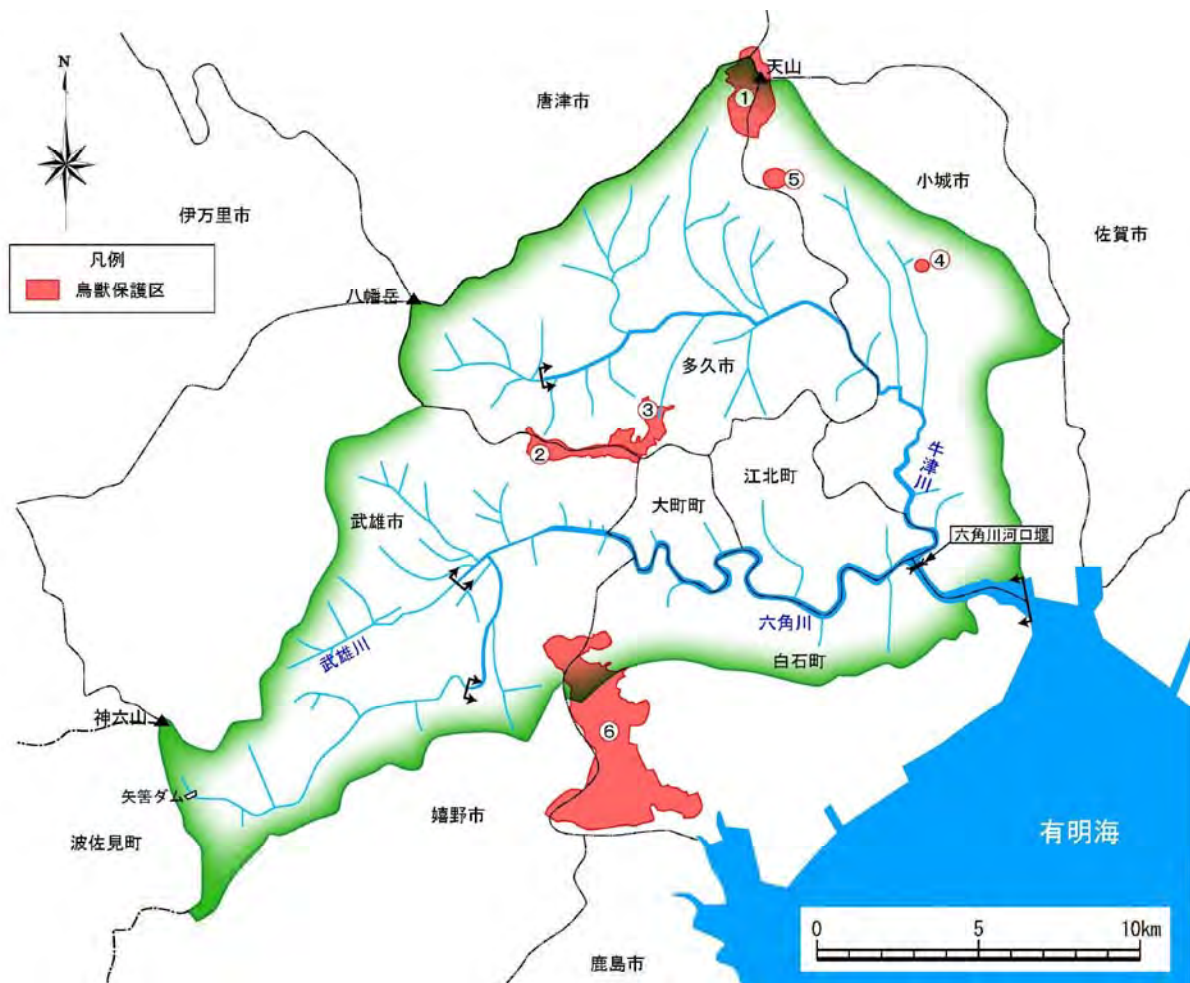 N
天山
唐津市
①
⑤
小城市
伊万里市
佐賀市
④
凡例
鳥獣保護区
八幡岳
多久市
③
②
牛津川
江北町
大町町
武雄市
六角川河口堰
六角川
武雄川
白石町
神六山
⑥
矢筈ダム
嬉野市
波佐見町
有明海
0 5 10km
鹿島市